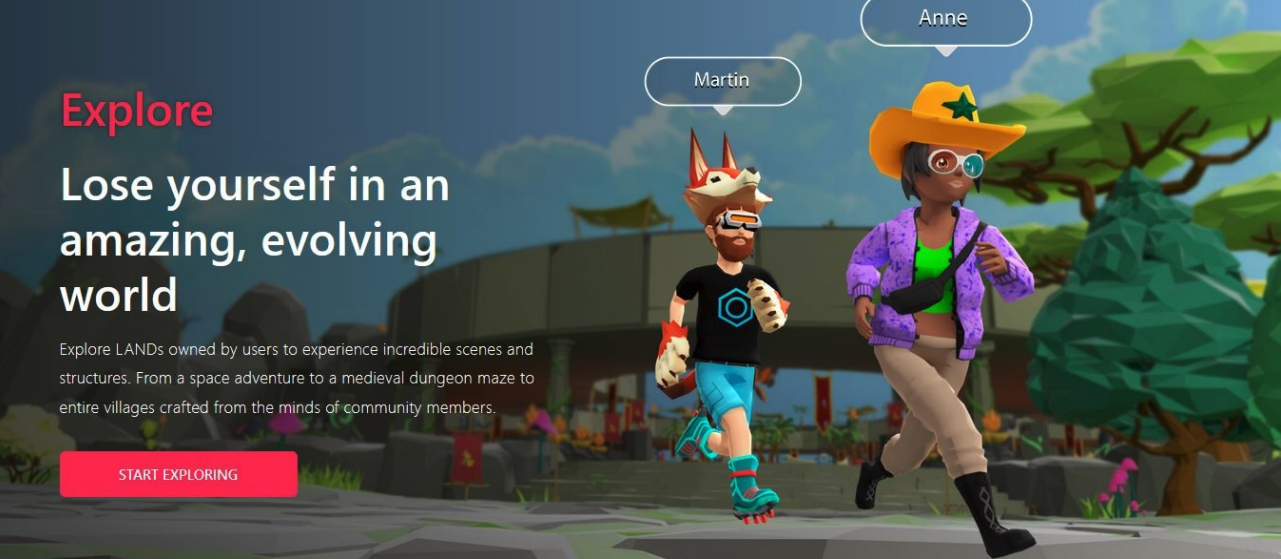 Anne
Martin
Explore
Lose yourself in an
amazing, evolving
world
Explore LANDs owned by users to experience incredible scenes and
structures. From a space adventure to a medieval dungeon maze to
entire villages crafted from the minds of community members.
START EXPLORING